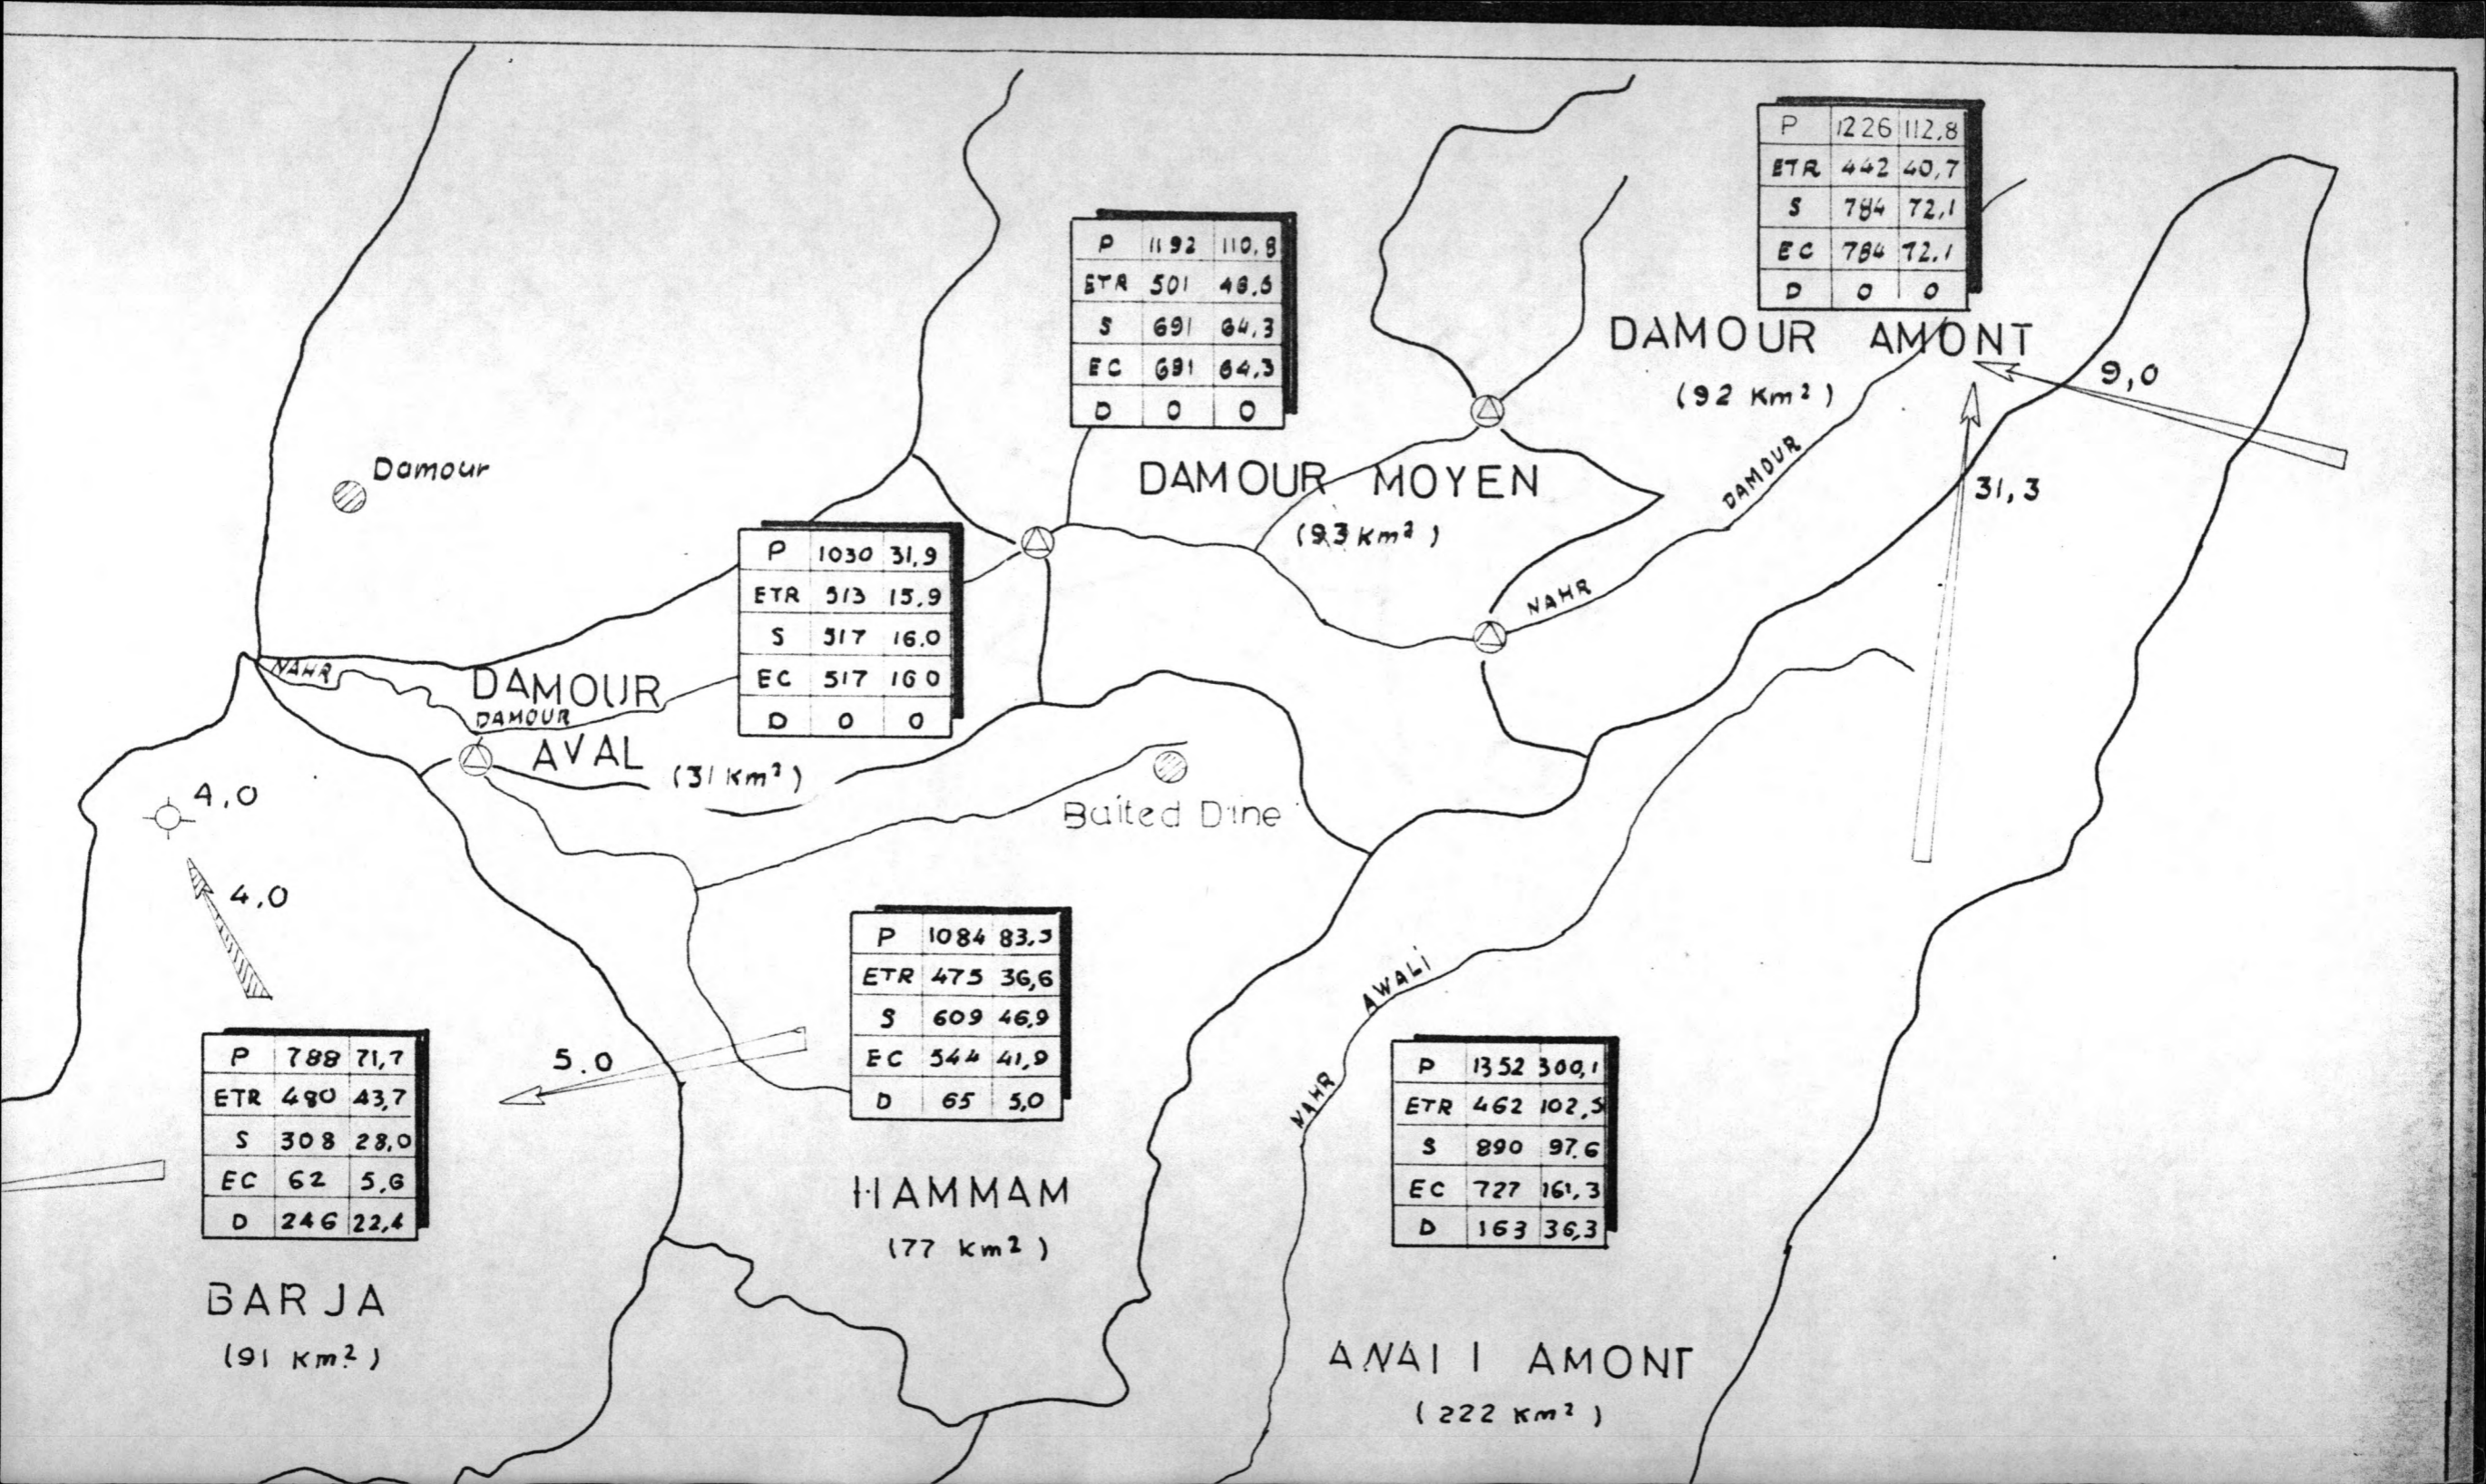 P 1226 112,8
ETR 442 40,7
S 784 72,1
EC 784 72,1
D 0 0
DAMOUR AMONT
(92 Km²)
9,0
31,3
P 1192 110,8
ETR 501 46,5
S 691 64,3
EC 691 64,3
D 0 0
DAMOUR MOYEN
(93 Km²)
NAHR DAMOUR
Damour
P 1030 31,9
ETR 513 15,9
S 517 16.0
EC 517 16 0
D 0 0
NAHR DAMOUR
DAMOUR
AVAL
(31 Km²)
Baited Dine
4,0
4,0
P 1084 83,5
ETR 475 36,6
S 609 46,9
EC 544 41,9
D 65 5,0
HAMMAM
(77 Km²)
5.0
P 788 71,7
ETR 480 43,7
S 308 28,0
EC 62 5,6
D 246 22,4
BARJA
(91 Km²)
NAHR AWALI
P 1352 300,1
ETR 462 102,5
S 890 97.6
EC 727 161,3
D 163 36,3
AWALI AMONT
(222 Km²)